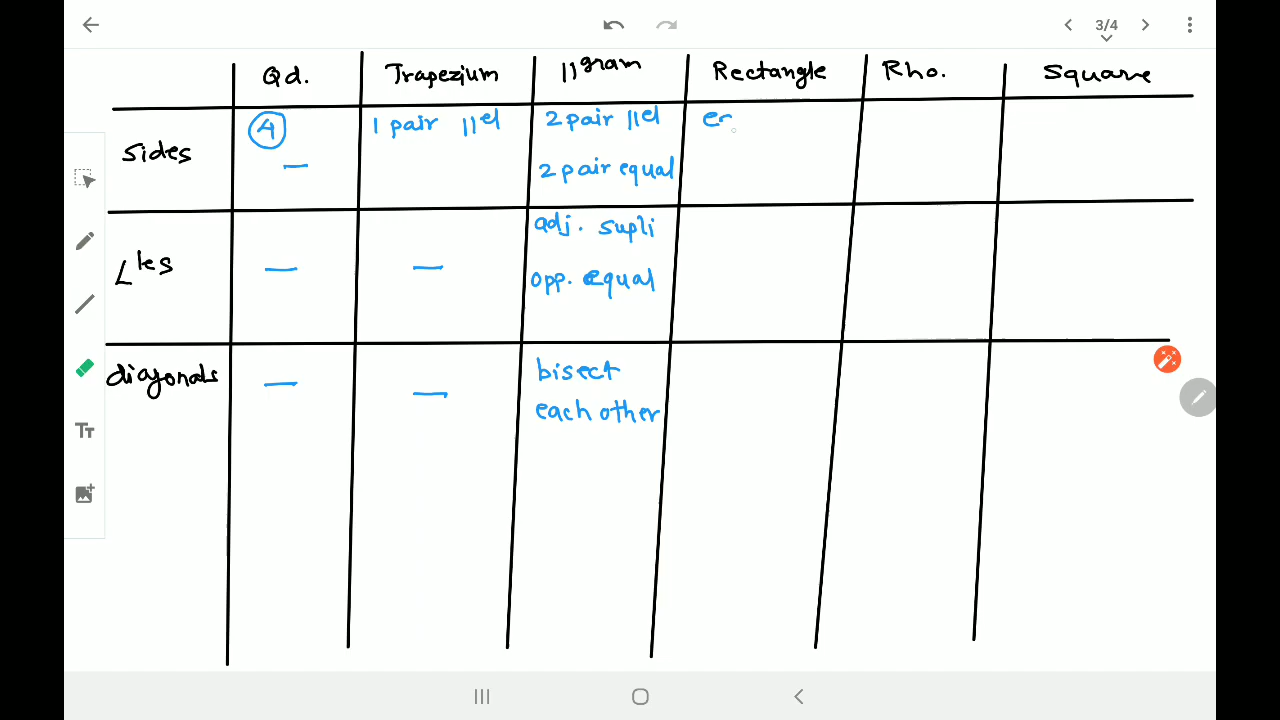 3/4
Qd. Trapezium ||gram Rectangle Rho. Square
Sides 4 1 pair ||el 2 pair ||el
— 2 pair equal
∠les — — adj. supli
opp. equal
diagonals — — bisect
each other
TT